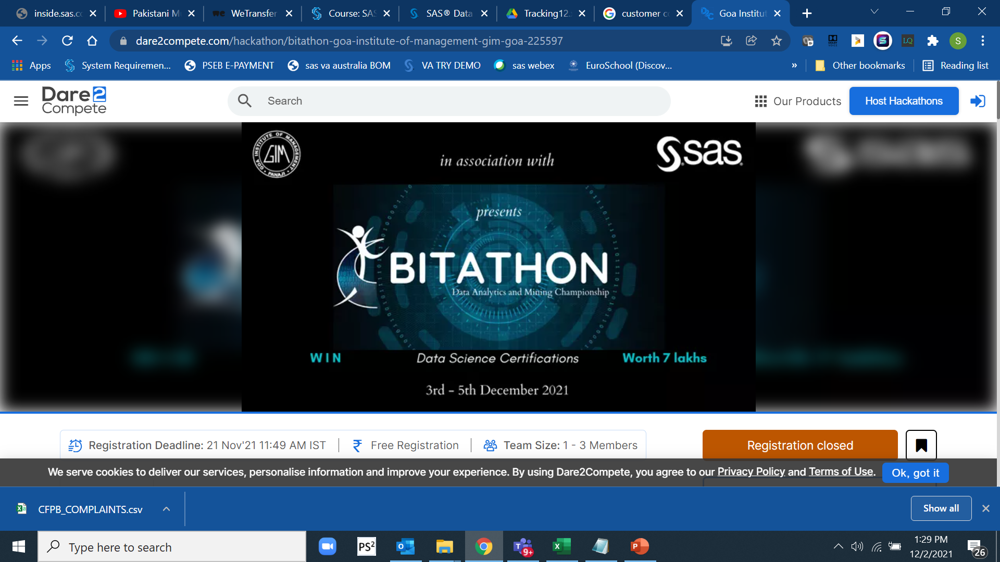 inside.sas.co
Pakistani M
WeTransfer
Course: SAS
SAS® Data
Tracking12.
customer co
Goa Institut
dare2compete.com/hackathon/bitathon-goa-institute-of-management-gim-goa-225597
S
LQ
Apps
System Requiremen...
PSEB E-PAYMENT
sas va australia BOM
VA TRY DEMO
sas webex
EuroSchool (Discov...
»
Other bookmarks
Reading list
Dare2
Compete
Search
Our Products
Host Hackathons
GOA INSTITUTE OF MANAGEMENT
GIM
PANAJI
in association with
sas
presents
BITATHON
Data Analytics and Mining Championship
WIN
Data Science Certifications
Worth 7 lakhs
3rd - 5th December 2021
Registration Deadline: 21 Nov'21 11:49 AM IST
₹ Free Registration
Team Size: 1 - 3 Members
Registration closed
We serve cookies to deliver our services, personalise information and improve your experience. By using Dare2Compete, you agree to our Privacy Policy and Terms of Use.
Ok, got it
CFPB_COMPLAINTS.csv
Show all
Type here to search
PS2
9+
1:29 PM
12/2/2021
26